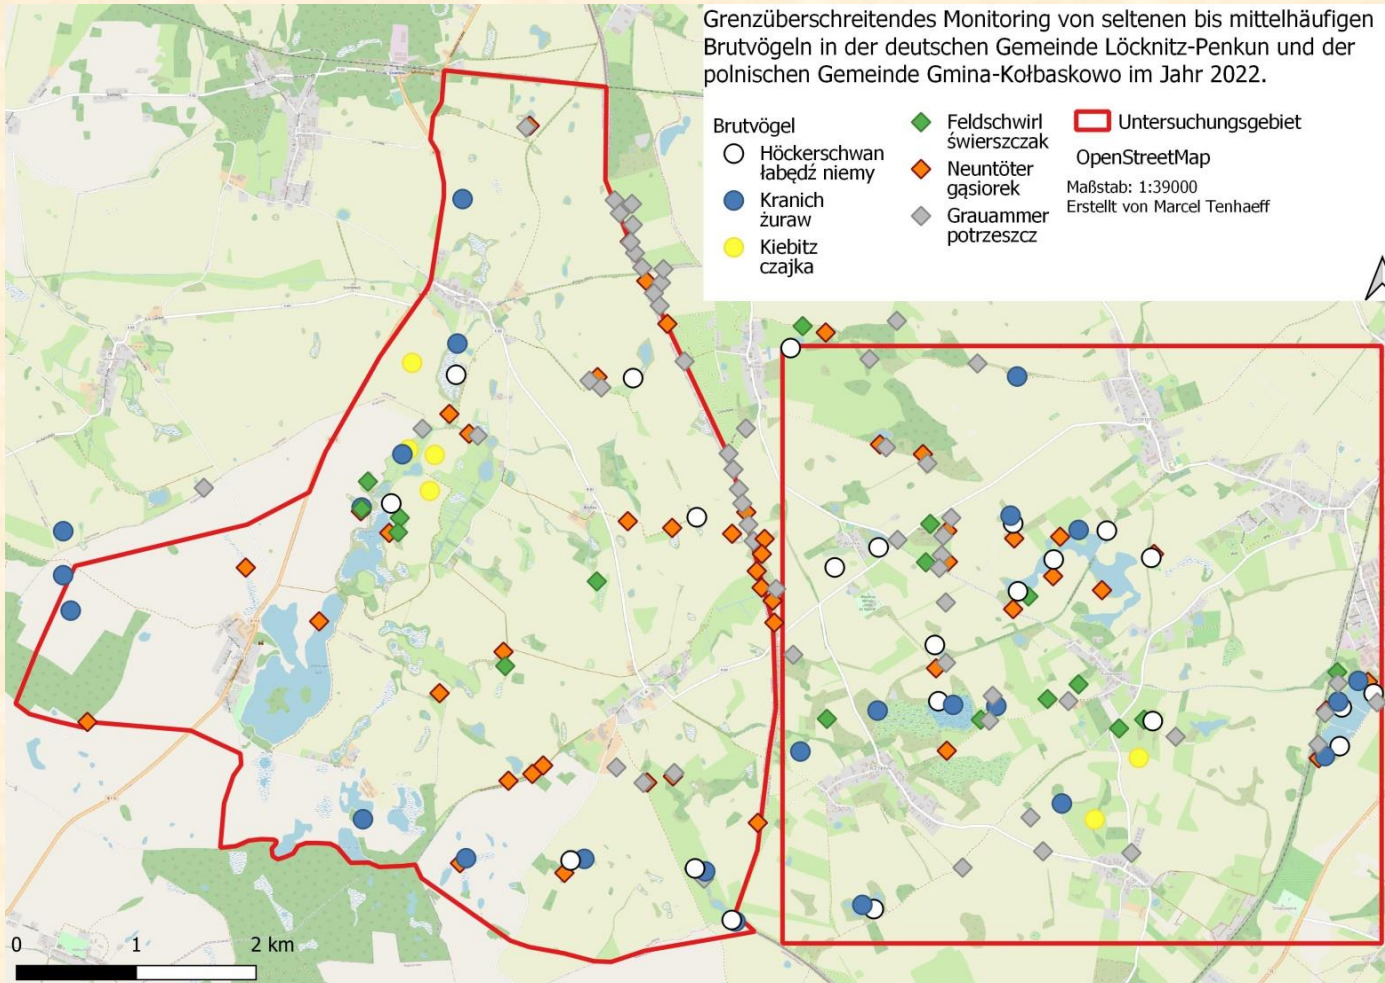 Grenzüberschreitendes Monitoring von seltenen bis mittelhäufigen
Brutvögeln in der deutschen Gemeinde Löcknitz-Penkun und der
polnischen Gemeinde Gmina-Kołbaskowo im Jahr 2022.
Brutvögel
Höckerschwan
łabędź niemy
Kranich
żuraw
Kiebitz
czajka
Feldschwirl
świerszczak
Neuntöter
gąsiorek
Grauammer
potrzeszcz
Untersuchungsgebiet
OpenStreetMap
Maßstab: 1:39000
Erstellt von Marcel Tenhaeff
0 1 2 km